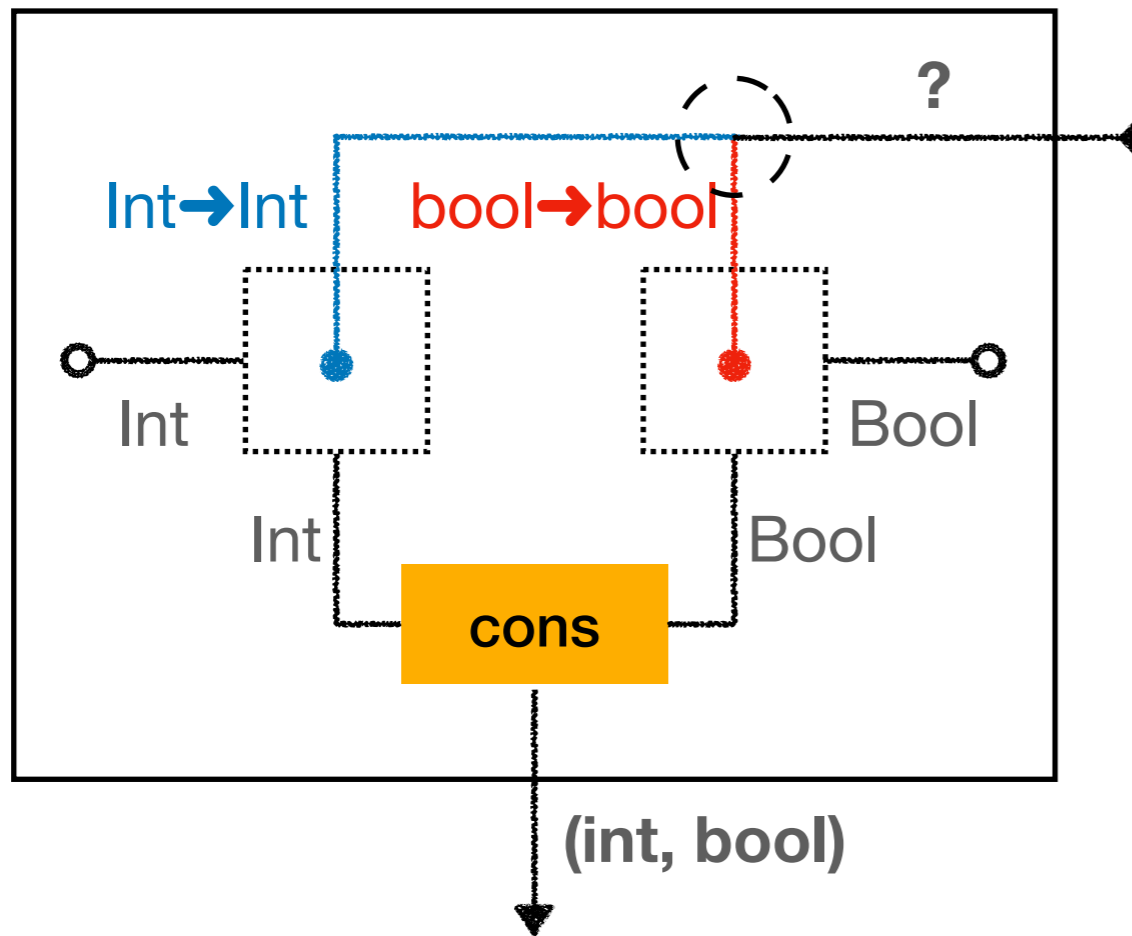 ?
Int→Int
bool→bool
Int
Bool
Int
Bool
cons
(int, bool)